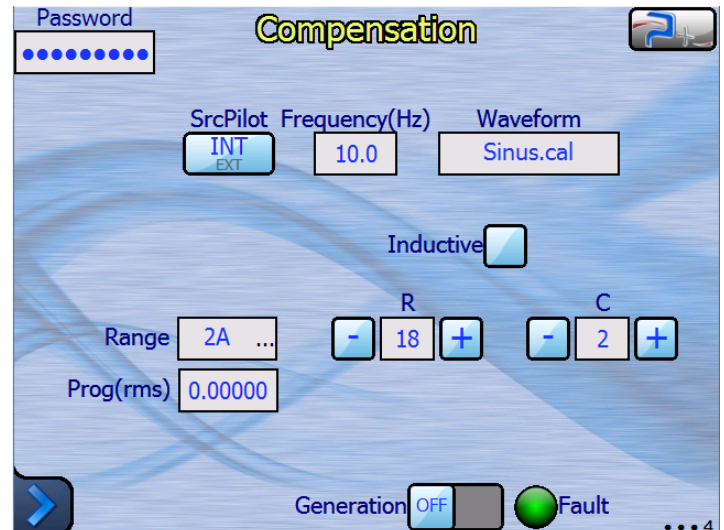 Password
Compensation
●●●●●●●●●
SrcPilot Frequency(Hz) Waveform
INT
EXT
10.0
Sinus.cal
Inductive
R C
Range 2A ... - 18 + - 2 +
Prog(rms) 0.00000
Generation OFF Fault